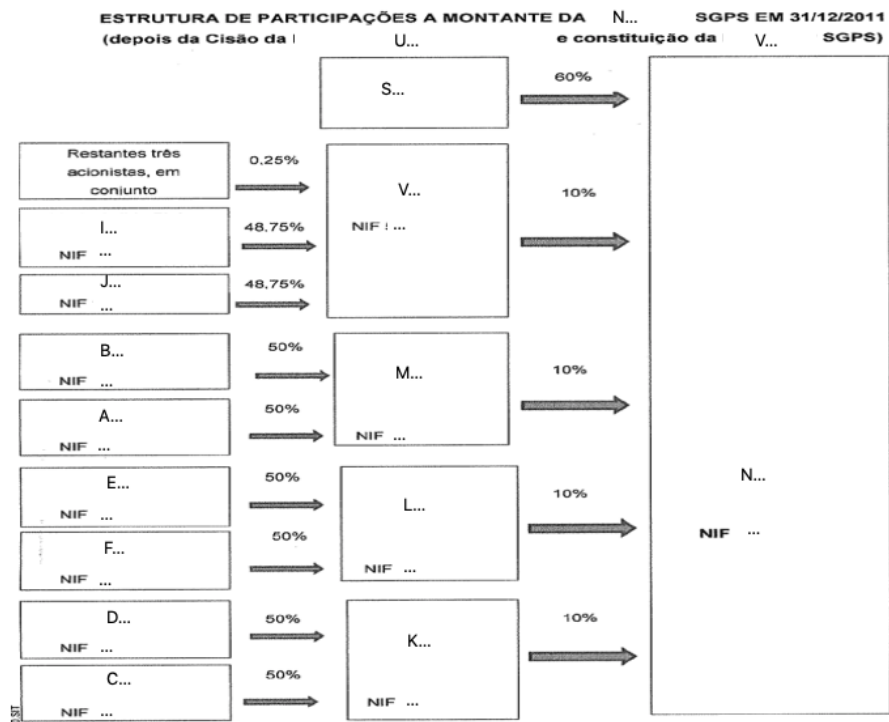 ESTRUTURA DE PARTICIPAÇÕES A MONTANTE DA N... SGPS EM 31/12/2011
(depois da Cisão da U... e constituição da V... SGPS)
S...
60%
Restantes três
acionistas, em
conjunto
0,25%
I...
NIF ...
48,75%
J...
NIF ...
48,75%
V...
NIF : ...
10%
B...
NIF ...
50%
A...
NIF ...
50%
M...
NIF ...
10%
E...
NIF ...
50%
F...
NIF ...
50%
L...
NIF ...
10%
D...
NIF ...
50%
C...
NIF ...
50%
K...
NIF ...
10%
N...
NIF ...